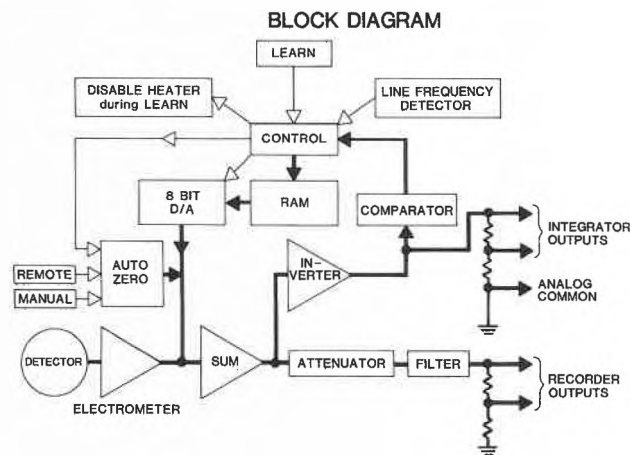 BLOCK DIAGRAM
LEARN
DISABLE HEATER
during LEARN
LINE FREQUENCY
DETECTOR
CONTROL
8 BIT
D/A
RAM
COMPARATOR
INTEGRATOR
OUTPUTS
AUTO
ZERO
REMOTE
MANUAL
IN-
VERTER
ANALOG
COMMON
DETECTOR
ELECTROMETER
SUM
ATTENUATOR
FILTER
RECORDER
OUTPUTS